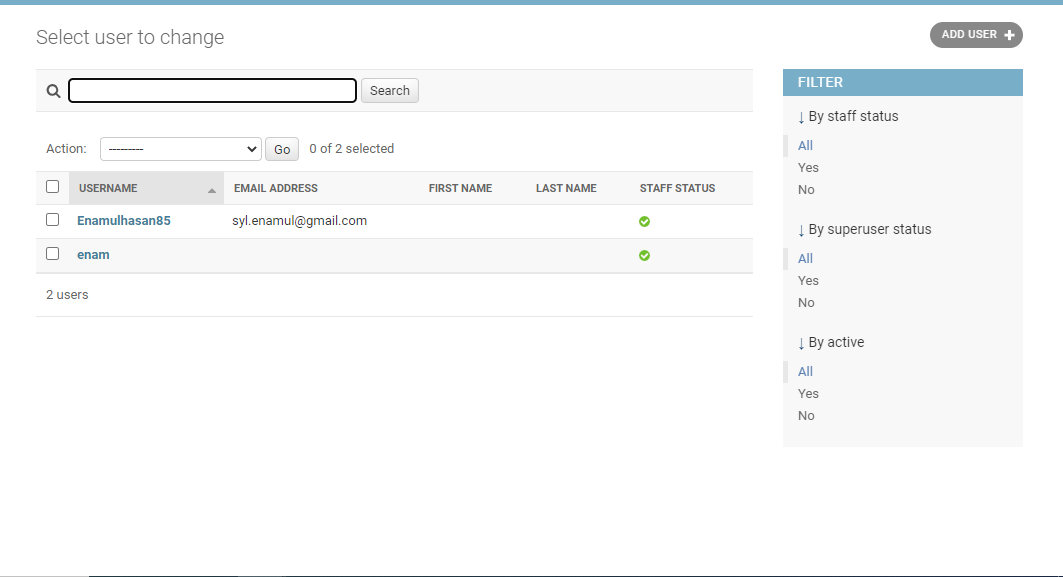 Select user to change
ADD USER
Search
Action: --------- Go 0 of 2 selected
USERNAME EMAIL ADDRESS FIRST NAME LAST NAME STAFF STATUS
Enamulhasan85 syl.enamul@gmail.com
enam
2 users
FILTER
↓ By staff status
All
Yes
No
↓ By superuser status
All
Yes
No
↓ By active
All
Yes
No